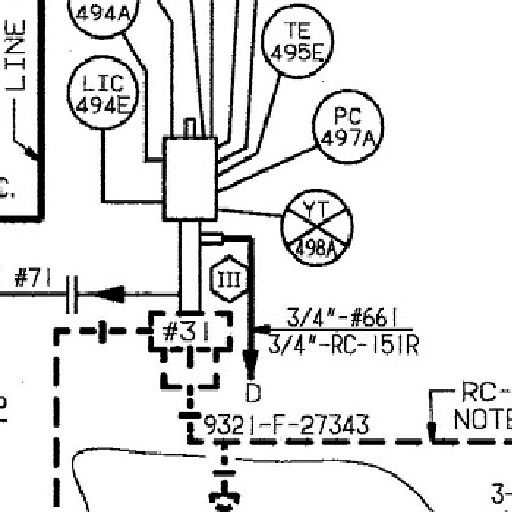 494A
TE
495E
LINE
LIC
494E
PC
497A
C.
YT
498A
#71
III
3/4"-#661
#31
3/4"-RC-151R
D
RC-
9321-F-27343
NOTE
3-